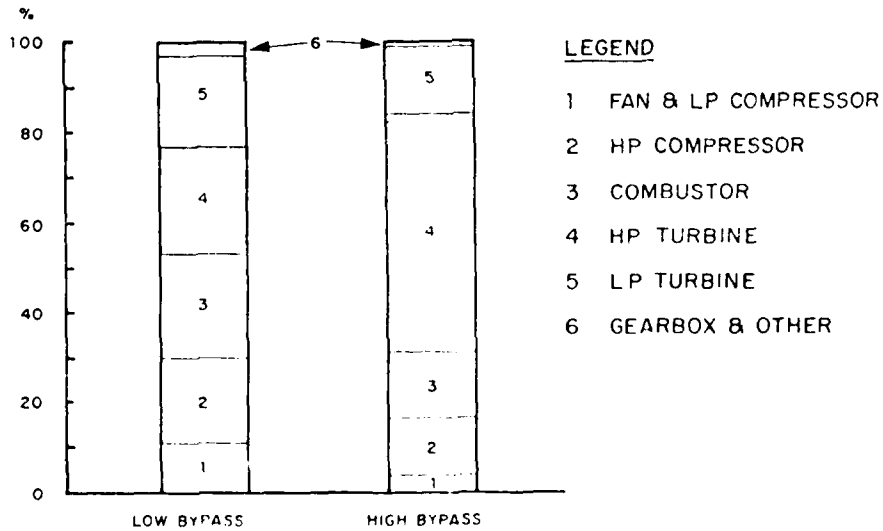 %
100
80
60
40
20
0
6
5
4
3
2
1
5
4
3
2
1
LOW BYPASS
HIGH BYPASS
LEGEND
1 FAN & LP COMPRESSOR
2 HP COMPRESSOR
3 COMBUSTOR
4 HP TURBINE
5 LP TURBINE
6 GEARBOX & OTHER